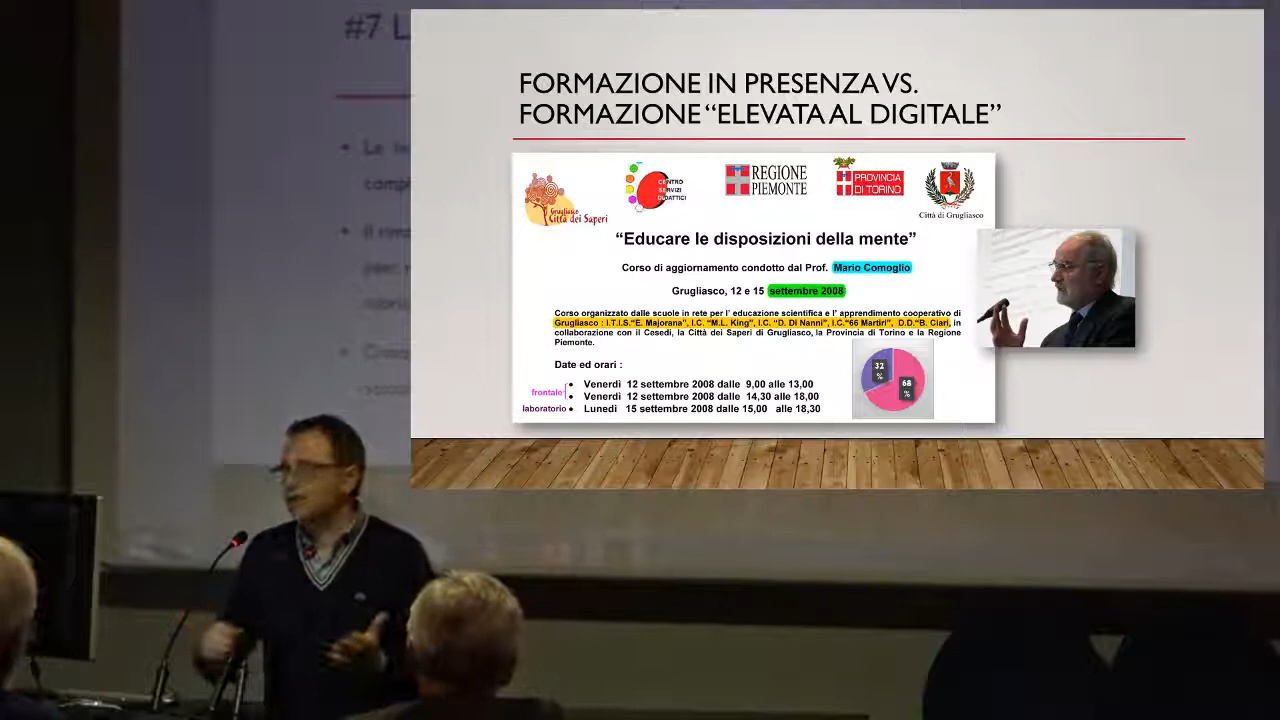 #7 L
FORMAZIONE IN PRESENZA VS.
FORMAZIONE “ELEVATA AL DIGITALE”
Grugliasco
Città dei Saperi
CENTRO
SERVIZI
DIDATTICI
REGIONE
PIEMONTE
PROVINCIA
DI TORINO
Città di Grugliasco
“Educare le disposizioni della mente”
Corso di aggiornamento condotto dal Prof. Mario Comoglio
Grugliasco, 12 e 15 settembre 2008
Corso organizzato dalle scuole in rete per l’ educazione scientifica e l’ apprendimento cooperativo di
Grugliasco : I.T.I.S.“E. Majorana”, I.C. “M.L. King”, I.C. “D. Di Nanni”, I.C.“66 Martiri”, D.D.“B. Ciari, in
collaborazione con il Cesedi, la Città dei Saperi di Grugliasco, la Provincia di Torino e la Regione
Piemonte.
Date ed orari :
frontale • Venerdì 12 settembre 2008 dalle 9,00 alle 13,00
• Venerdì 12 settembre 2008 dalle 14,30 alle 18,00
laboratorio • Lunedì 15 settembre 2008 dalle 15,00 alle 18,30
32
%
68
%
• Le
• Il